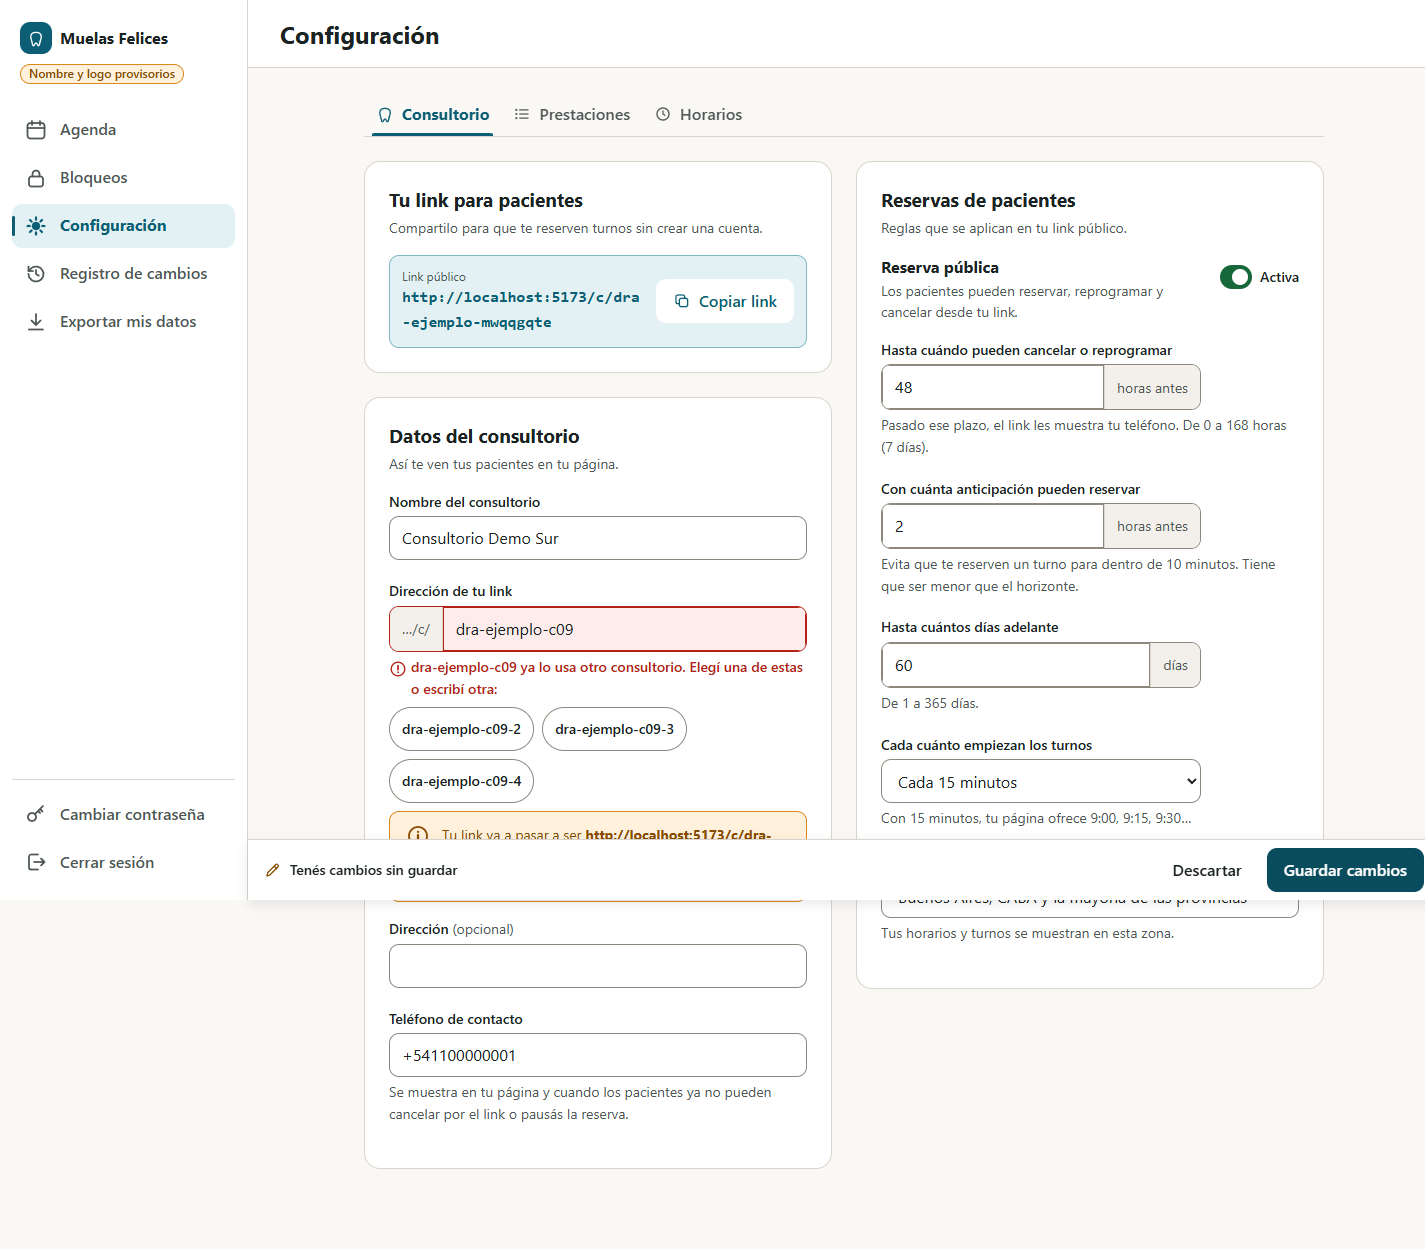 Muelas Felices
Nombre y logo provisorios
Agenda
Bloqueos
Configuración
Registro de cambios
Exportar mis datos
Cambiar contraseña
Cerrar sesión
Configuración
Consultorio
Prestaciones
Horarios
Tu link para pacientes
Compartilo para que te reserven turnos sin crear una cuenta.
Link público
http://localhost:5173/c/dra
-ejemplo-mwqqgqte
Copiar link
Datos del consultorio
Así te ven tus pacientes en tu página.
Nombre del consultorio
Consultorio Demo Sur
Dirección de tu link
.../c/
dra-ejemplo-c09
dra-ejemplo-c09 ya lo usa otro consultorio. Elegí una de estas
o escribí otra:
dra-ejemplo-c09-2
dra-ejemplo-c09-3
dra-ejemplo-c09-4
Tu link va a pasar a ser http://localhost:5173/c/dra-
Dirección (opcional)
Teléfono de contacto
+541100000001
Se muestra en tu página y cuando los pacientes ya no pueden
cancelar por el link o pausás la reserva.
Reservas de pacientes
Reglas que se aplican en tu link público.
Reserva pública
Los pacientes pueden reservar, reprogramar y
cancelar desde tu link.
Activa
Hasta cuándo pueden cancelar o reprogramar
48
horas antes
Pasado ese plazo, el link les muestra tu teléfono. De 0 a 168 horas
(7 días).
Con cuánta anticipación pueden reservar
2
horas antes
Evita que te reserven un turno para dentro de 10 minutos. Tiene
que ser menor que el horizonte.
Hasta cuántos días adelante
60
días
De 1 a 365 días.
Cada cuánto empiezan los turnos
Cada 15 minutos
Con 15 minutos, tu página ofrece 9:00, 9:15, 9:30...
Buenos Aires, CABA y la mayoría de las provincias
Tus horarios y turnos se muestran en esta zona.
Tenés cambios sin guardar
Descartar
Guardar cambios